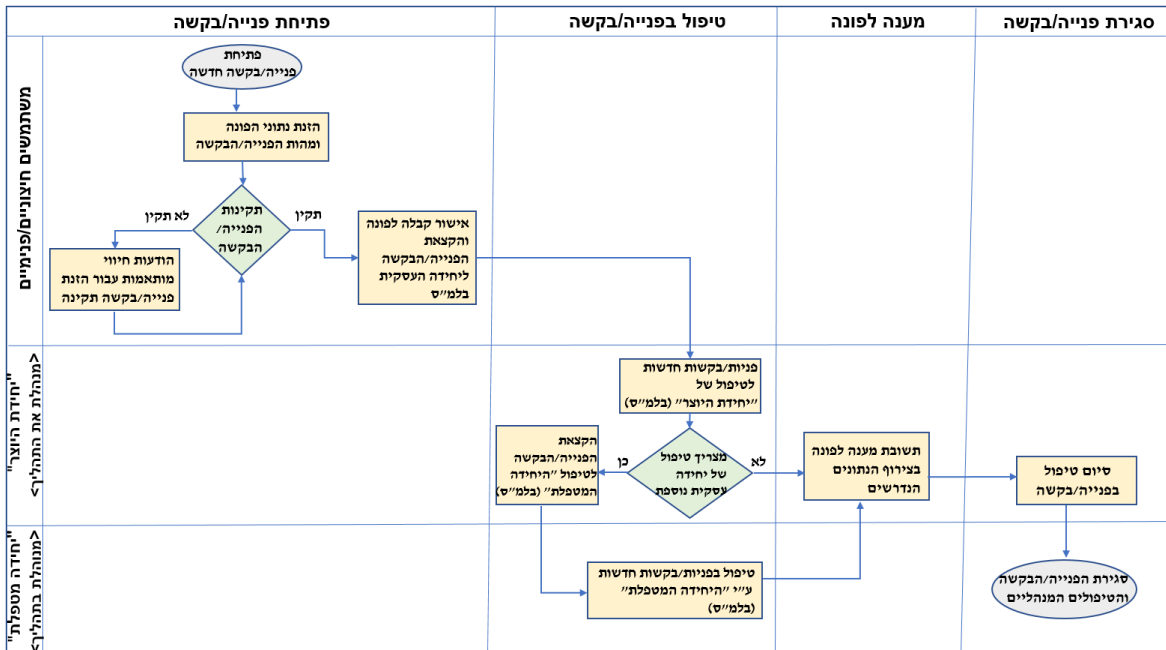 פתיחת פנייה/בקשה
טיפול בפנייה/בקשה
מענה לפונה
סגירת פנייה/בקשה
משתמשים חיצוניים/פנימיים
פתיחת
פנייה/בקשה חדשה
הזנת נתוני הפונה
ומהות הפנייה/הבקשה
תקינות
הפנייה/
הבקשה
לא תקין
תקין
הודעות חיווי
מותאמות עבור הזנת
פנייה/בקשה תקינה
אישור קבלה לפונה
והקצאת
הפנייה/הבקשה
ליחידה העסקית
בלמ"ס
"יחידת היוצר"
<מנהלת את התהליך>
פניות/בקשות חדשות
לטיפול של
"יחידת היוצר" (בלמ"ס)
מצריך טיפול
של יחידה
עסקית נוספת
כן
לא
הקצאת
הפנייה/הבקשה
לטיפול "היחידה
המטפלת" (בלמ"ס)
תשובת מענה לפונה
בצירוף הנתונים
הנדרשים
סיום טיפול
בפנייה/בקשה
"יחידה מטפלת"
<מנוהלת בתהליך>
טיפול בפניות/בקשות חדשות
ע"י "היחידה המטפלת"
(בלמ"ס)
סגירת הפנייה/הבקשה
והטיפולים המנהליים